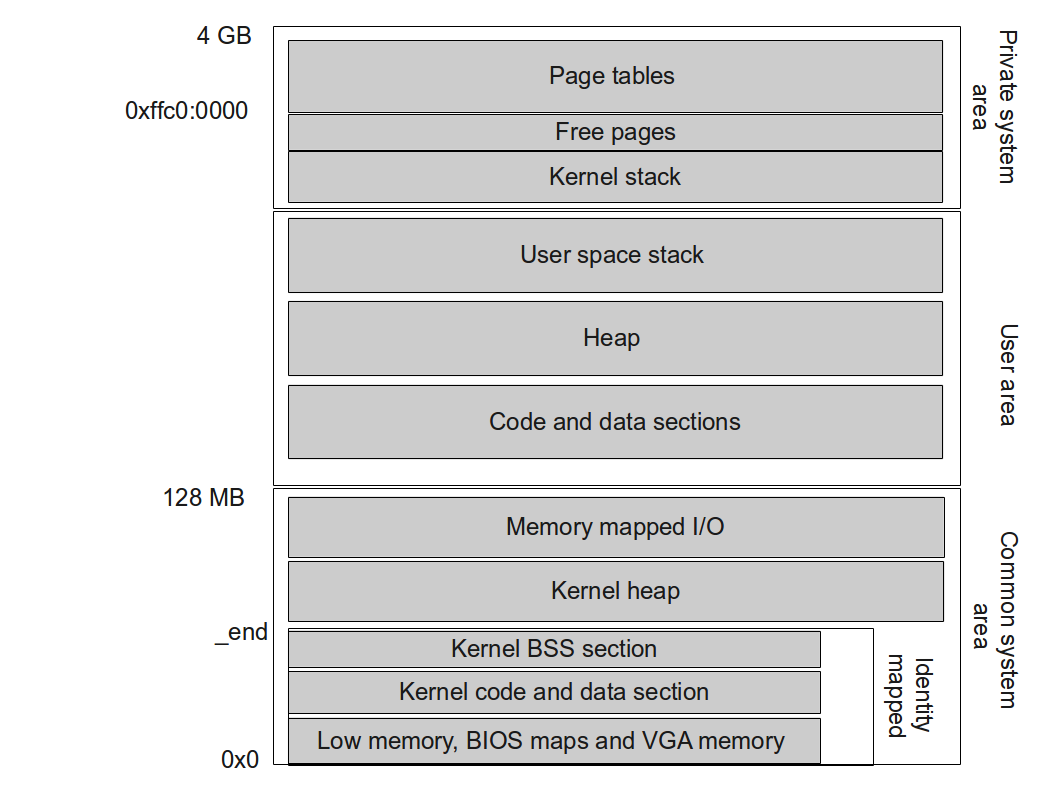 4 GB
Page tables
Private system
area
0xffc0:0000
Free pages
Kernel stack
User space stack
Heap
User area
Code and data sections
128 MB
Memory mapped I/O
Kernel heap
Common system
area
_end
Kernel BSS section
Identity
mapped
Kernel code and data section
Low memory, BIOS maps and VGA memory
0x0